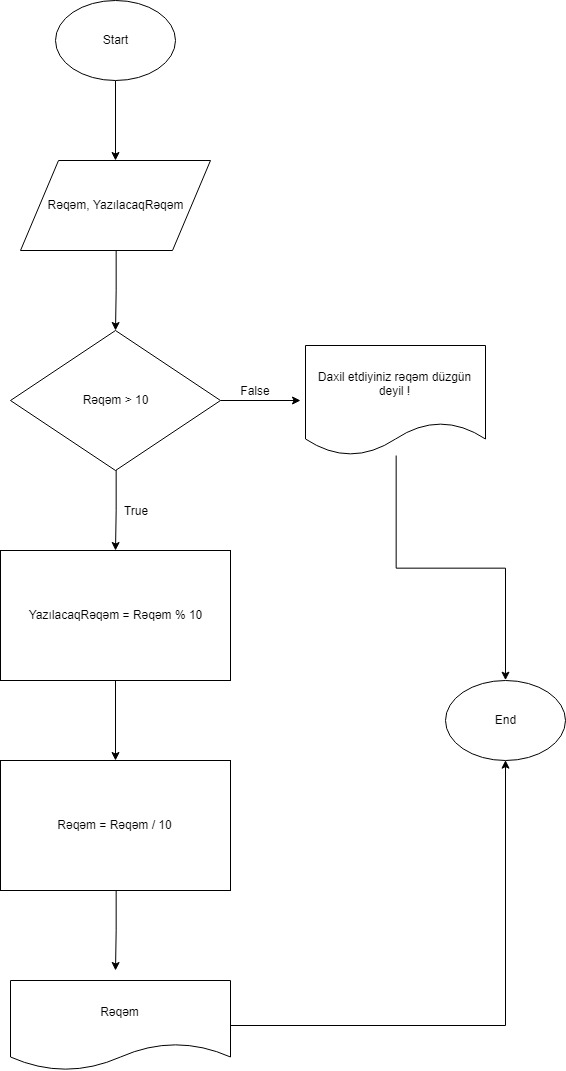 Start
Rəqəm, YazılacaqRəqəm
Rəqəm > 10
False
Daxil etdiyiniz rəqəm düzgün
deyil !
True
YazılacaqRəqəm = Rəqəm % 10
End
Rəqəm = Rəqəm / 10
Rəqəm